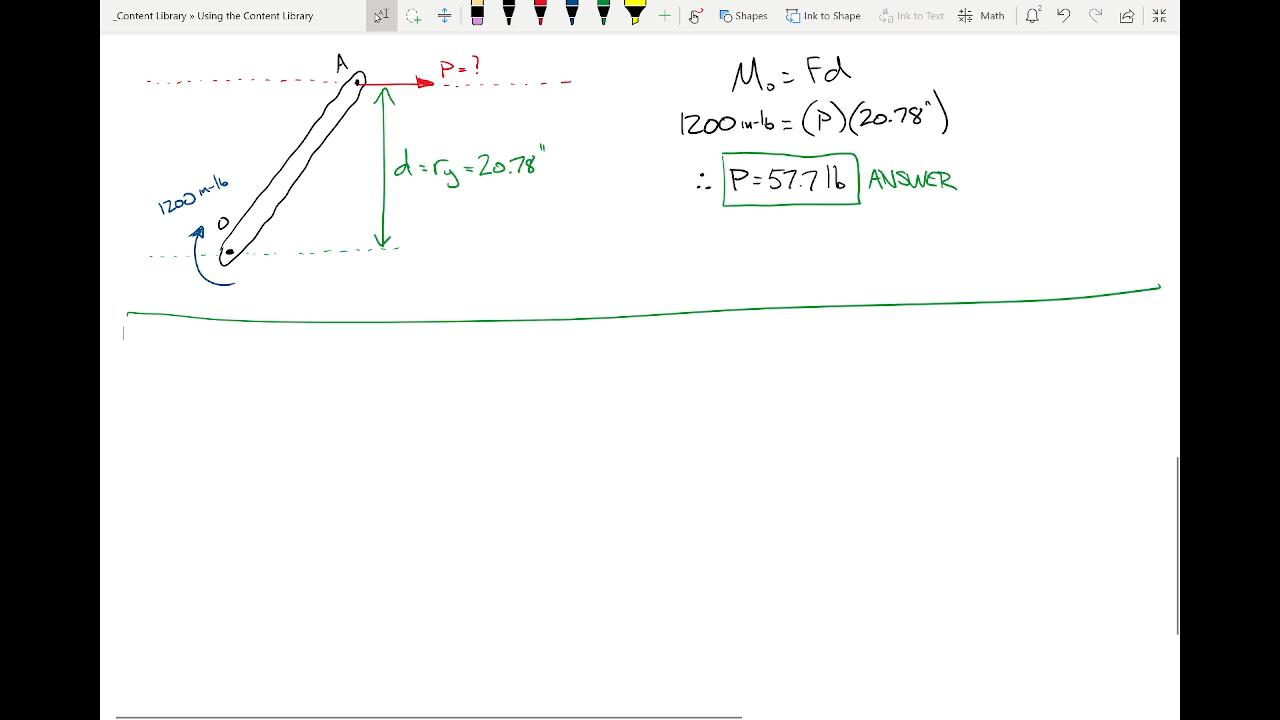 _Content Library » Using the Content Library
Shapes
Ink to Shape
Ink to Text
Math
A
P = ?
M₀ = Fd
1200 in-lb = (P)(20.78")
d = ry = 20.78"
∴ P = 57.7 lb ANSWER
1200 in-lb
O